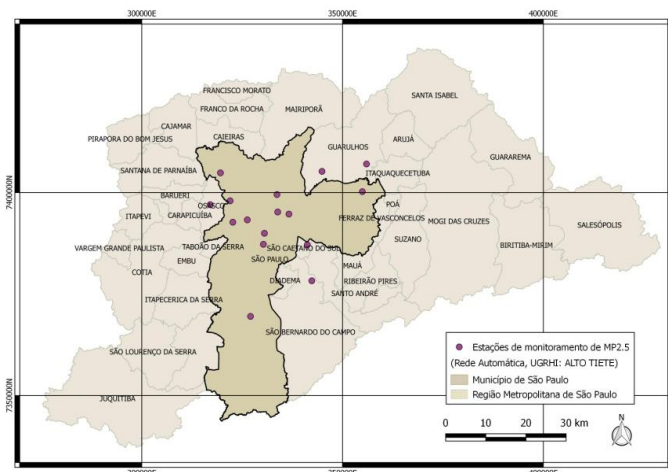 300000E 350000E 400000E
FRANCISCO MORATO
SANTA ISABEL
FRANCO DA ROCHA
MAIRIPORÃ
CAJAMAR
CAIEIRAS
PIRAPORA DO BOM JESUS
GUARULHOS
ARUJÁ
GUARAREMA
SANTANA DE PARNAÍBA
ITAQUAQUECETUBA
7400000N 7400000N
BARUERI
OSASCO
POÁ
ITAPEVI
CARAPICUÍBA
FERRAZ DE VASCONCELOS
MOGI DAS CRUZES
SALESÓPOLIS
SUZANO
VARGEM GRANDE PAULISTA
TABOÃO DA SERRA
SÃO CAETANO DO SUL
BIRITIBA-MIRIM
EMBU
SÃO PAULO
COTIA
MAUÁ
DIADEMA
RIBEIRÃO PIRES
ITAPECERICA DA SERRA
SANTO ANDRÉ
SÃO BERNARDO DO CAMPO
SÃO LOURENÇO DA SERRA
JUQUITIBA
7350000N
Estações de monitoramento de MP2.5
(Rede Automática, UGRHI: ALTO TIETE)
Município de São Paulo
Região Metropolitana de São Paulo
0 10 20 30 km
N
300000E 350000E 400000E